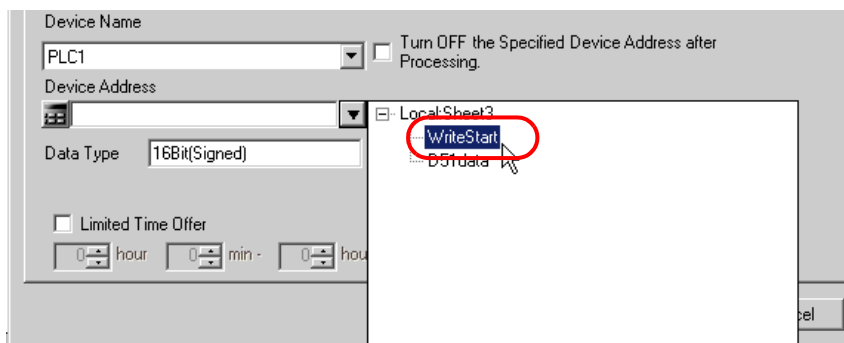 Device Name
PLC1
Turn OFF the Specified Device Address after
Processing.
Device Address
Local:Sheet3
WriteStart
D51data
Data Type 16Bit(Signed)
Limited Time Offer
0 hour 0 min - 0 hou
cel